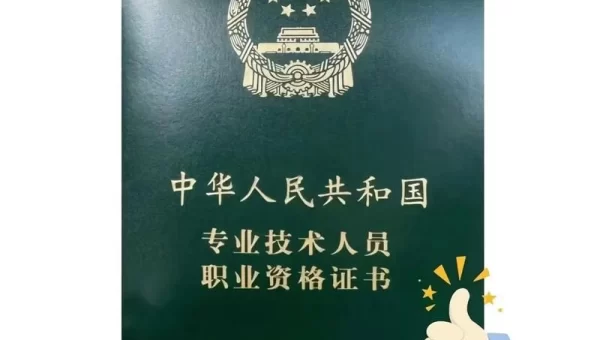 中华人民共和国
专业技术人员
职业资格证书